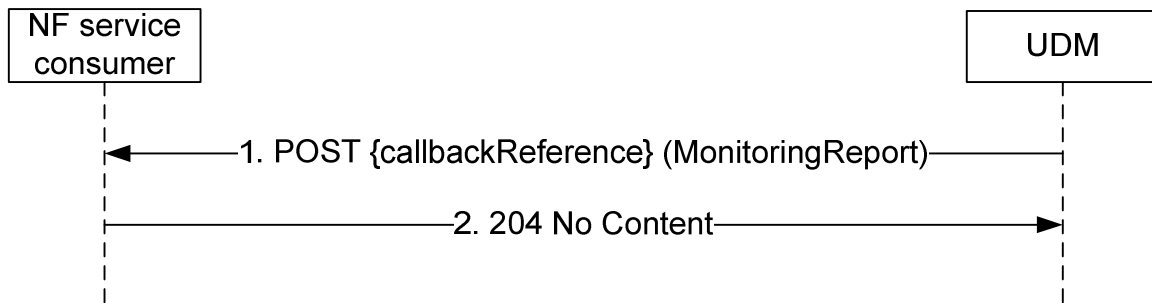 NF service
consumer
UDM
1. POST {callbackReference} (MonitoringReport)
2. 204 No Content